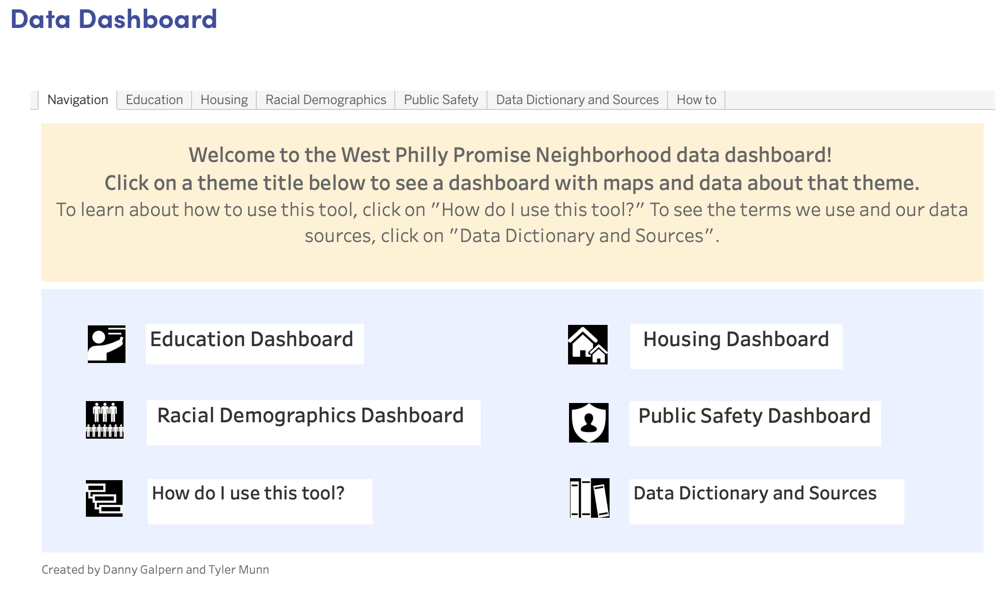 Data Dashboard
Navigation
Education
Housing
Racial Demographics
Public Safety
Data Dictionary and Sources
How to
Welcome to the West Philly Promise Neighborhood data dashboard!
Click on a theme title below to see a dashboard with maps and data about that theme.
To learn about how to use this tool, click on "How do I use this tool?" To see the terms we use and our data
sources, click on "Data Dictionary and Sources".
Education Dashboard
Housing Dashboard
Racial Demographics Dashboard
Public Safety Dashboard
How do I use this tool?
Data Dictionary and Sources
Created by Danny Galpern and Tyler Munn